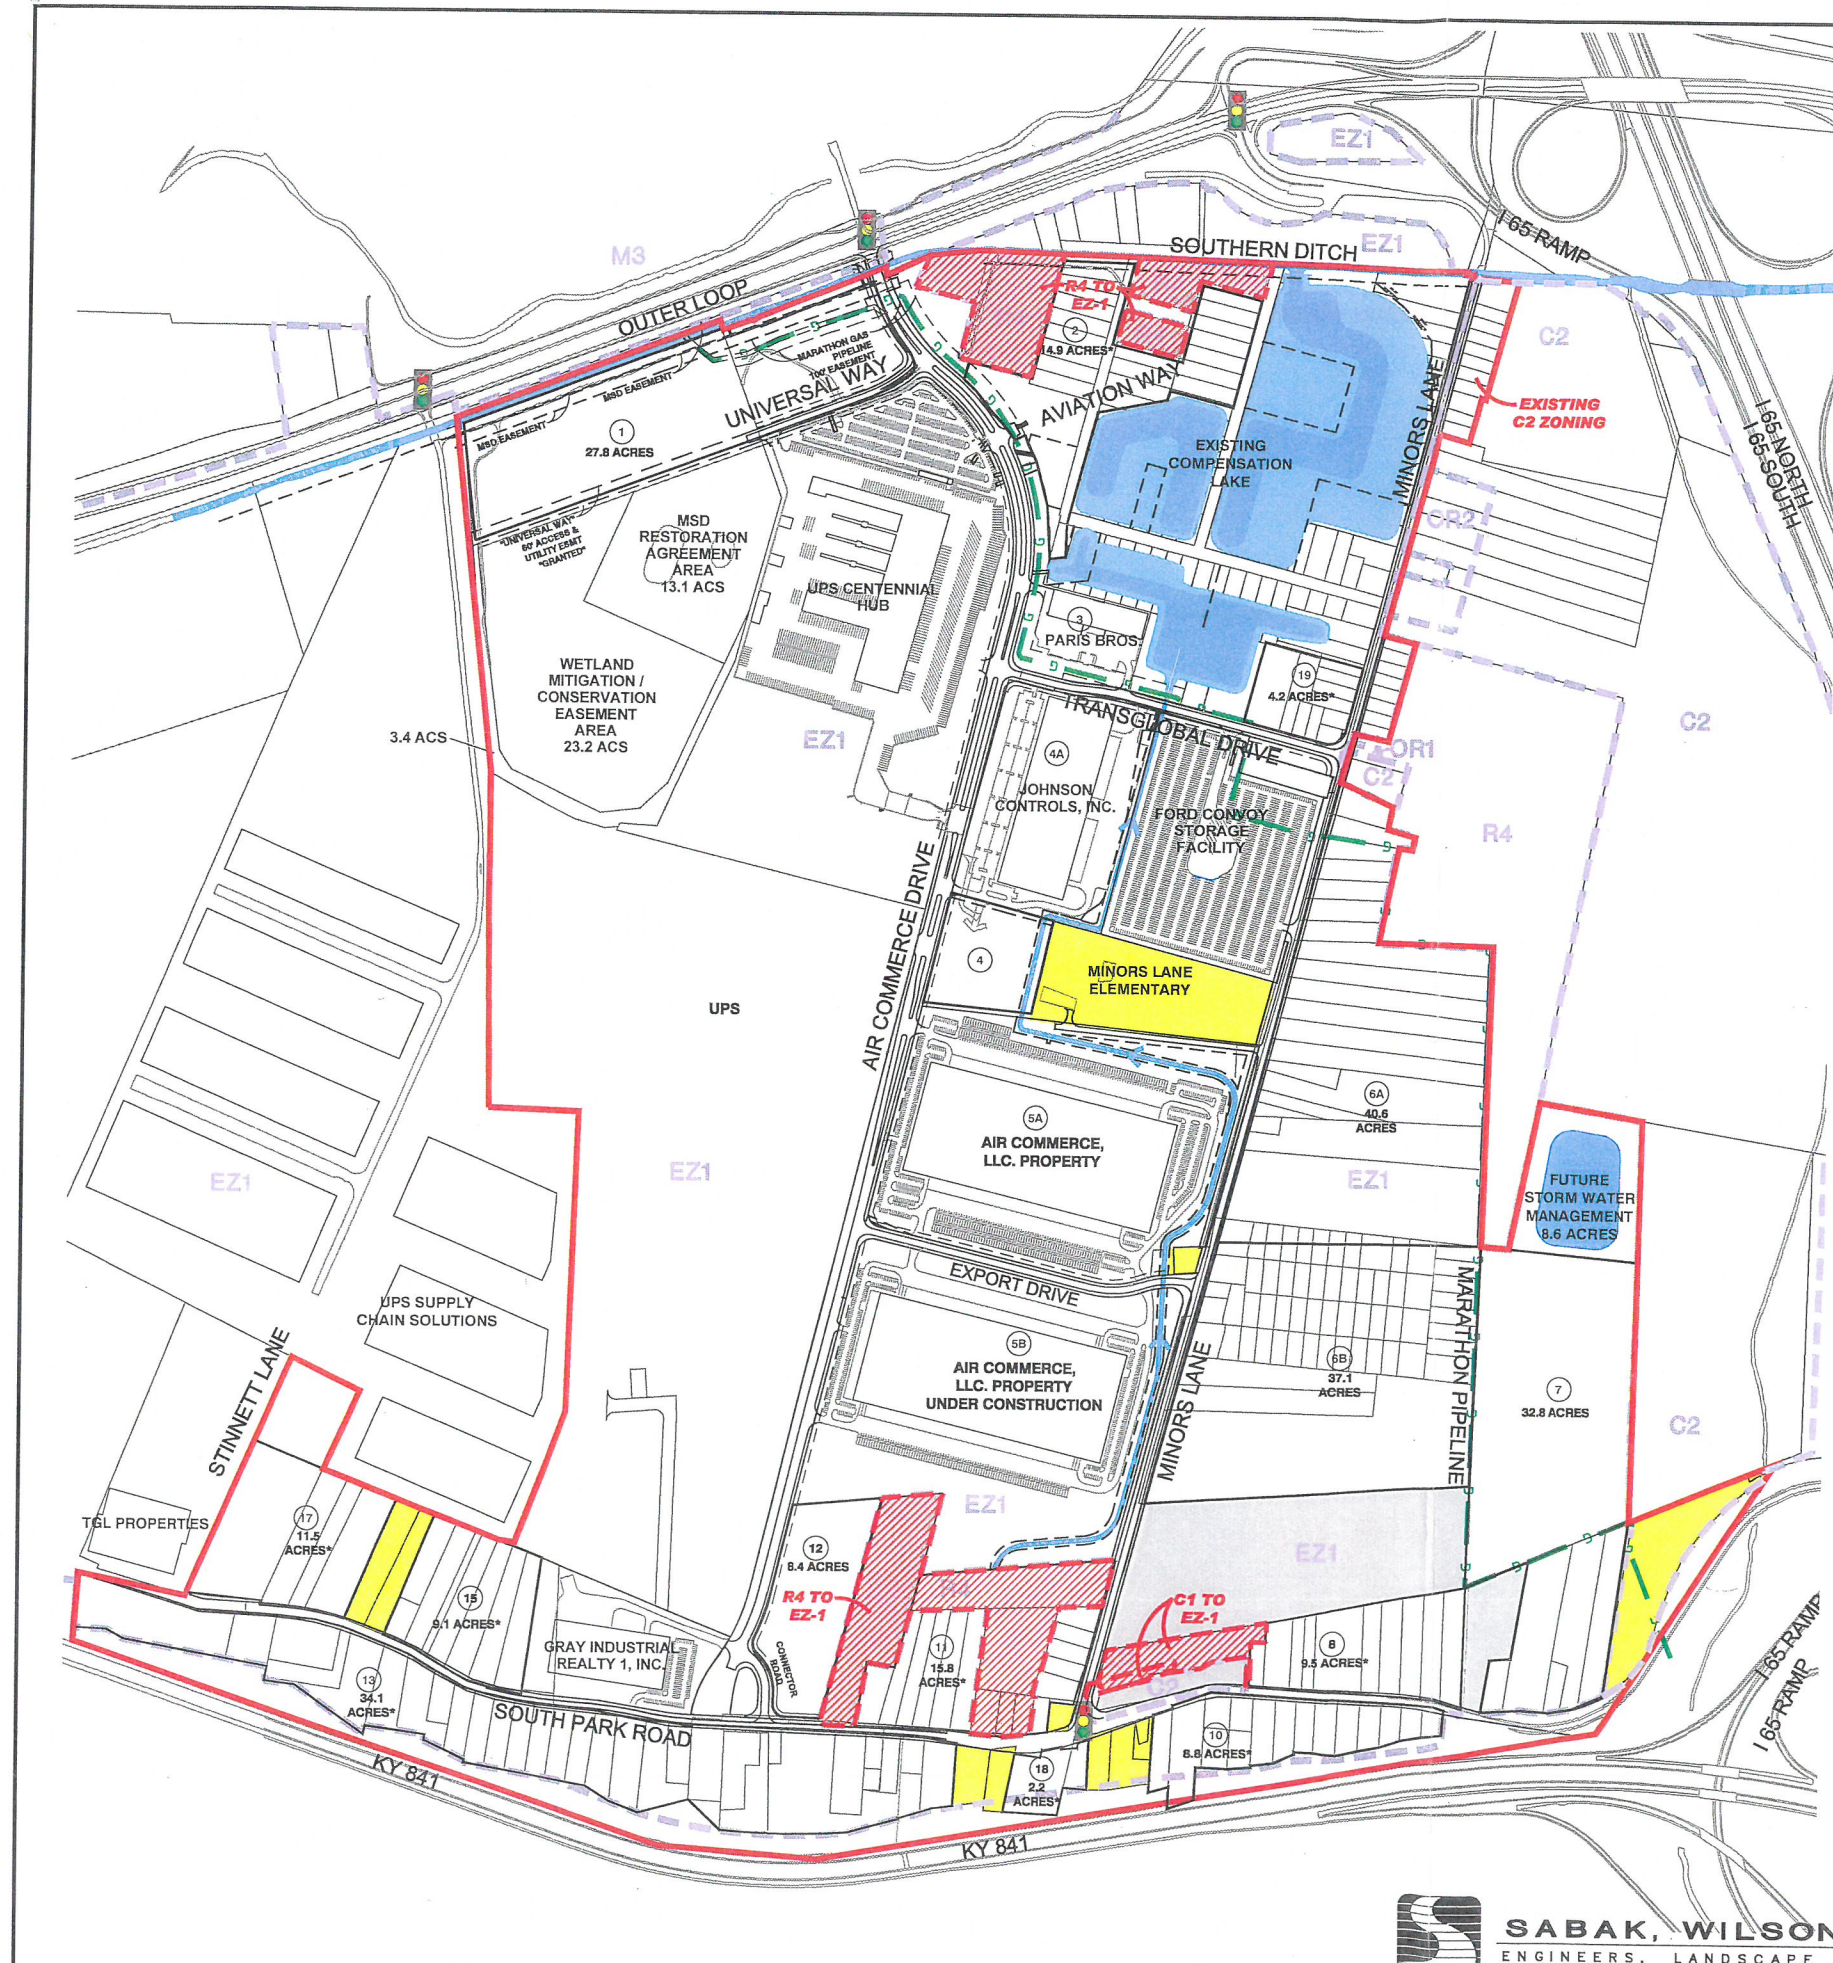 EZ1
I 65 RAMP
M3
SOUTHERN DITCH
EZ1
OUTER LOOP
R4 TO
EZ-1
2
14.9 ACRES*
C2
MARATHON GAS
PIPELINE
100' EASEMENT
MSD EASEMENT
UNIVERSAL WAY
AVIATION WAY
MINORS LANE
EXISTING
C2 ZONING
I 65 NORTH
I 65 SOUTH
1
27.8 ACRES
MSD EASEMENT
EXISTING
COMPENSATION
LAKE
"UNIVERSAL WAY"
60' ACCESS &
UTILITY ESMT
"GRANTED"
MSD
RESTORATION
AGREEMENT
AREA
13.1 ACS
UPS CENTENNIAL
HUB
OR2
3
PARIS BROS.
WETLAND
MITIGATION /
CONSERVATION
EASEMENT
AREA
23.2 ACS
3.4 ACS
EZ1
19
4.2 ACRES*
TRANSGLOBAL DRIVE
OR1
C2
C2
4A
JOHNSON
CONTROLS, INC.
FORD CONVOY
STORAGE
FACILITY
R4
AIR COMMERCE DRIVE
4
MINORS LANE
ELEMENTARY
UPS
5A
AIR COMMERCE,
LLC. PROPERTY
6A
40.6
ACRES
EZ1
EZ1
EZ1
FUTURE
STORM WATER
MANAGEMENT
8.6 ACRES
EXPORT DRIVE
UPS SUPPLY
CHAIN SOLUTIONS
STINNETT LANE
5B
AIR COMMERCE,
LLC. PROPERTY
UNDER CONSTRUCTION
MINORS LANE
6B
37.1
ACRES
MARATHON PIPELINE
7
32.8 ACRES
C2
EZ1
TGL PROPERTIES
17
11.5
ACRES*
12
8.4 ACRES
EZ1
R4 TO
EZ-1
C1 TO
EZ-1
15
9.1 ACRES*
GRAY INDUSTRIAL
REALTY 1, INC.
CONNECTOR
ROAD
11
15.8
ACRES*
8
9.5 ACRES*
C2
13
34.1
ACRES*
SOUTH PARK ROAD
10
8.8 ACRES*
18
2.2
ACRES*
I 65 RAMP
I 65 RAMP
KY 841
KY 841
SABAK, WILSON
ENGINEERS, LANDSCAPE